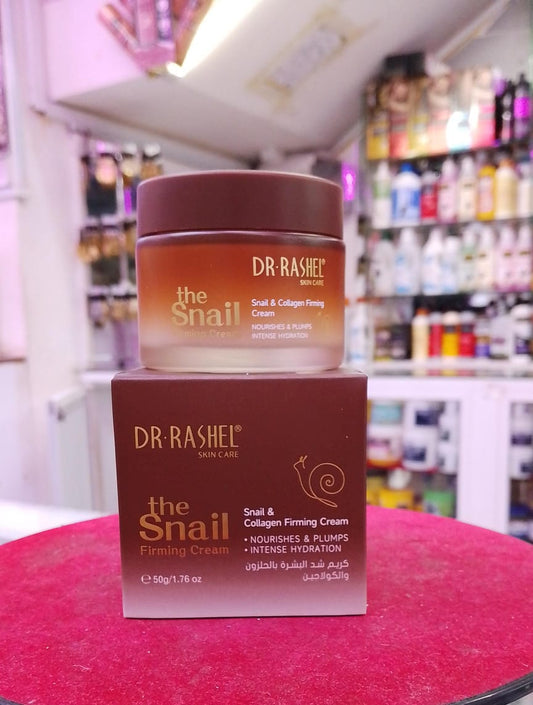 DR·RASHEL®
SKIN CARE
the
Snail
Firming Cream
Snail & Collagen Firming
Cream
NOURISHES & PLUMPS
INTENSE HYDRATION
DR·RASHEL®
SKIN CARE
the
Snail
Firming Cream
Snail &
Collagen Firming Cream
• NOURISHES & PLUMPS
• INTENSE HYDRATION
كريم شد البشرة بالحلزون
والكولاجين
℮ 50g/1.76 oz